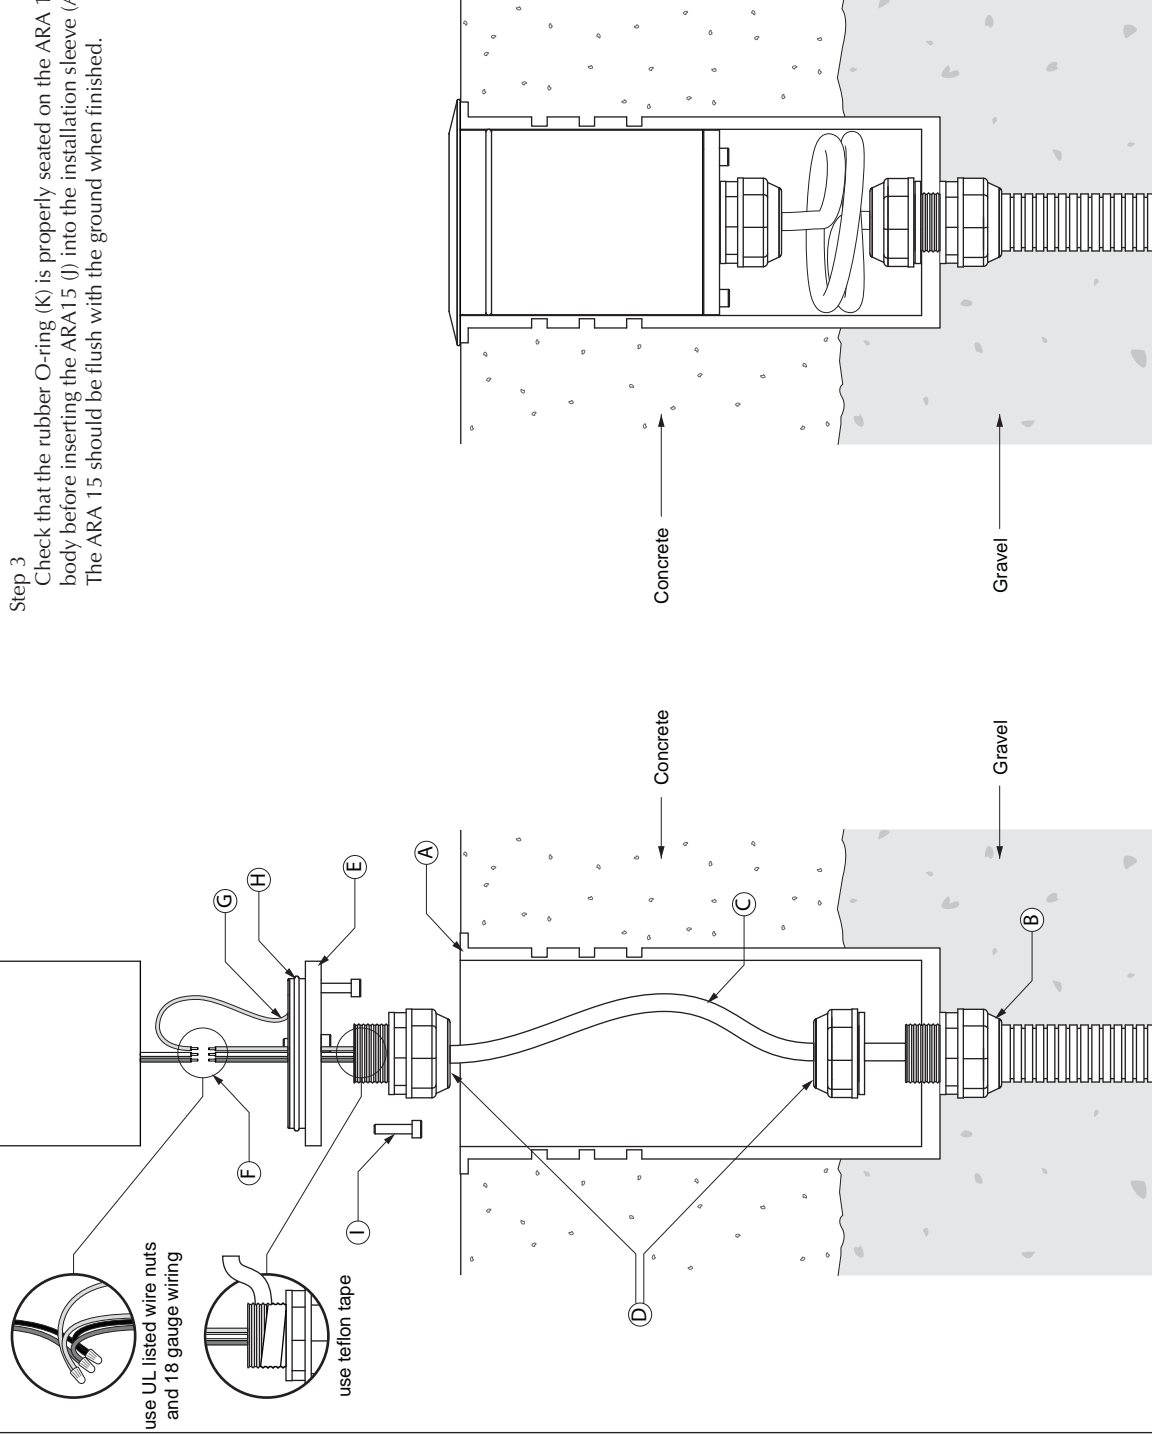 Step 3
Check that the rubber O-ring (K) is properly seated on the ARA 1
body before inserting the ARA15 (J) into the installation sleeve (A
The ARA 15 should be flush with the ground when finished.
use UL listed wire nuts
and 18 gauge wiring
use teflon tape
F
I
D
G
H
E
A
C
B
Concrete
Gravel
Concrete
Gravel